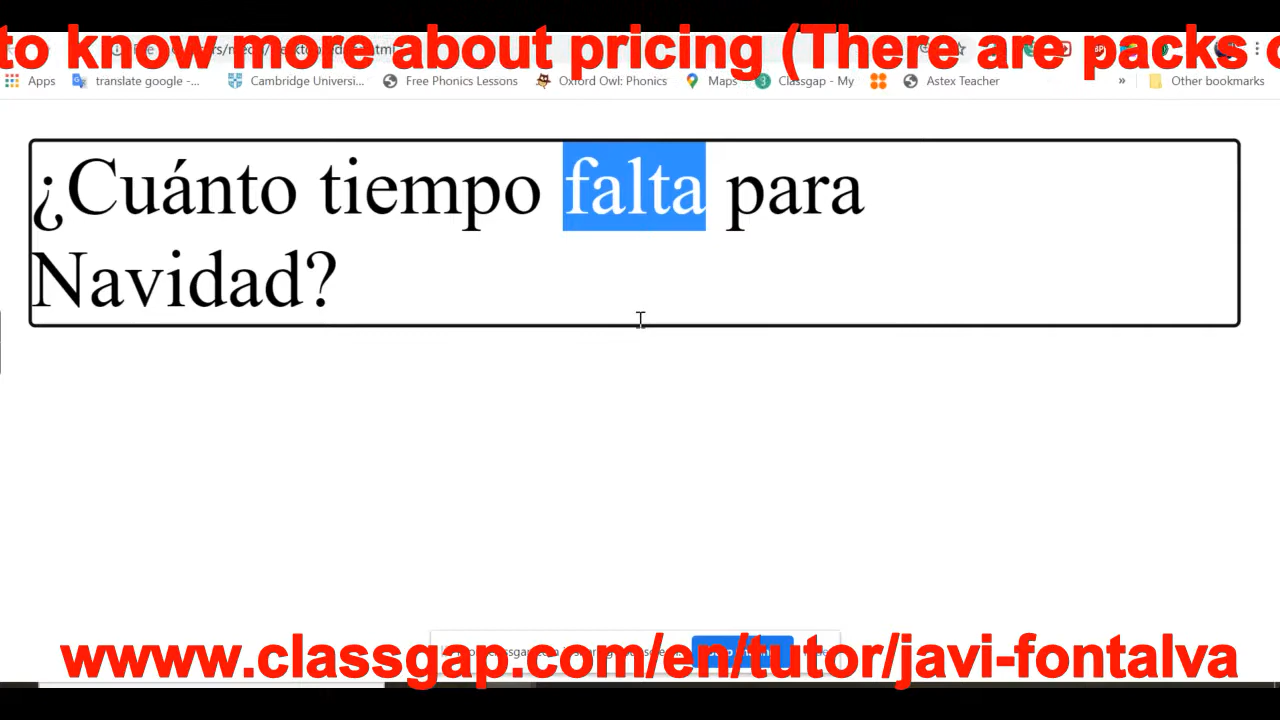 to know more about pricing (There are packs o
Apps translate google -... Cambridge Universi... Free Phonics Lessons Oxford Owl: Phonics Maps Classgap - My Astex Teacher » Other bookmarks
¿Cuánto tiempo falta para
Navidad?
www.classgap.com/en/tutor/javi-fontalva